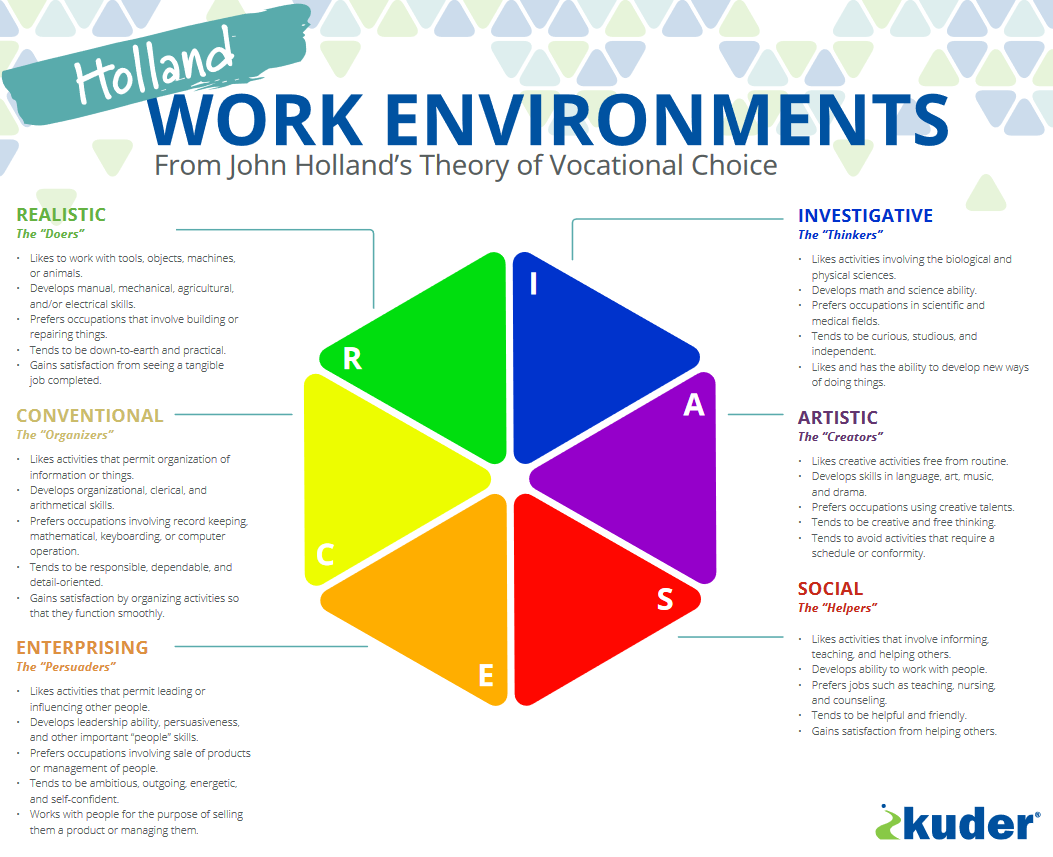 Holland
WORK ENVIRONMENTS
From John Holland's Theory of Vocational Choice
REALISTIC
The "Doers"
• Likes to work with tools, objects, machines,
or animals.
• Develops manual, mechanical, agricultural,
and/or electrical skills.
• Prefers occupations that involve building or
repairing things.
• Tends to be down-to-earth and practical.
• Gains satisfaction from seeing a tangible
job completed.
CONVENTIONAL
The "Organizers"
• Likes activities that permit organization of
information or things.
• Develops organizational, clerical, and
arithmetical skills.
• Prefers occupations involving record keeping,
mathematical, keyboarding, or computer
operation.
• Tends to be responsible, dependable, and
detail-oriented.
• Gains satisfaction by organizing activities so
that they function smoothly.
ENTERPRISING
The "Persuaders"
• Likes activities that permit leading or
influencing other people.
• Develops leadership ability, persuasiveness,
and other important "people" skills.
• Prefers occupations involving sale of products
or management of people.
• Tends to be ambitious, outgoing, energetic,
and self-confident.
• Works with people for the purpose of selling
them a product or managing them.
I
R
A
C
S
E
INVESTIGATIVE
The "Thinkers"
• Likes activities involving the biological and
physical sciences.
• Develops math and science ability.
• Prefers occupations in scientific and
medical fields.
• Tends to be curious, studious, and
independent.
• Likes and has the ability to develop new ways
of doing things.
ARTISTIC
The "Creators"
• Likes creative activities free from routine.
• Develops skills in language, art, music,
and drama.
• Prefers occupations using creative talents.
• Tends to be creative and free thinking.
• Tends to avoid activities that require a
schedule or conformity.
SOCIAL
The "Helpers"
• Likes activities that involve informing,
teaching, and helping others.
• Develops ability to work with people.
• Prefers jobs such as teaching, nursing,
and counseling.
• Tends to be helpful and friendly.
• Gains satisfaction from helping others.
kuder®